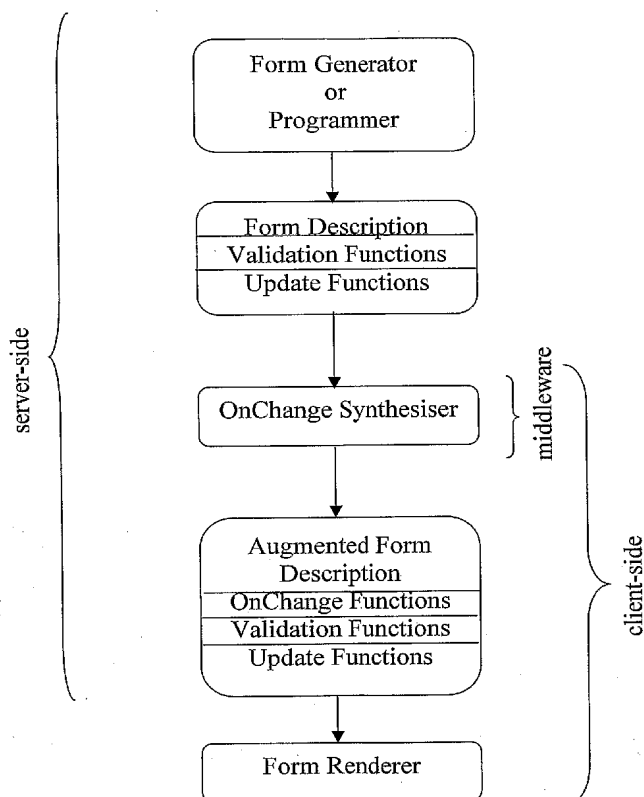 Form Generator
or
Programmer
Form Description
Validation Functions
Update Functions
server-side
OnChange Synthesiser
middleware
Augmented Form
Description
OnChange Functions
Validation Functions
Update Functions
client-side
Form Renderer